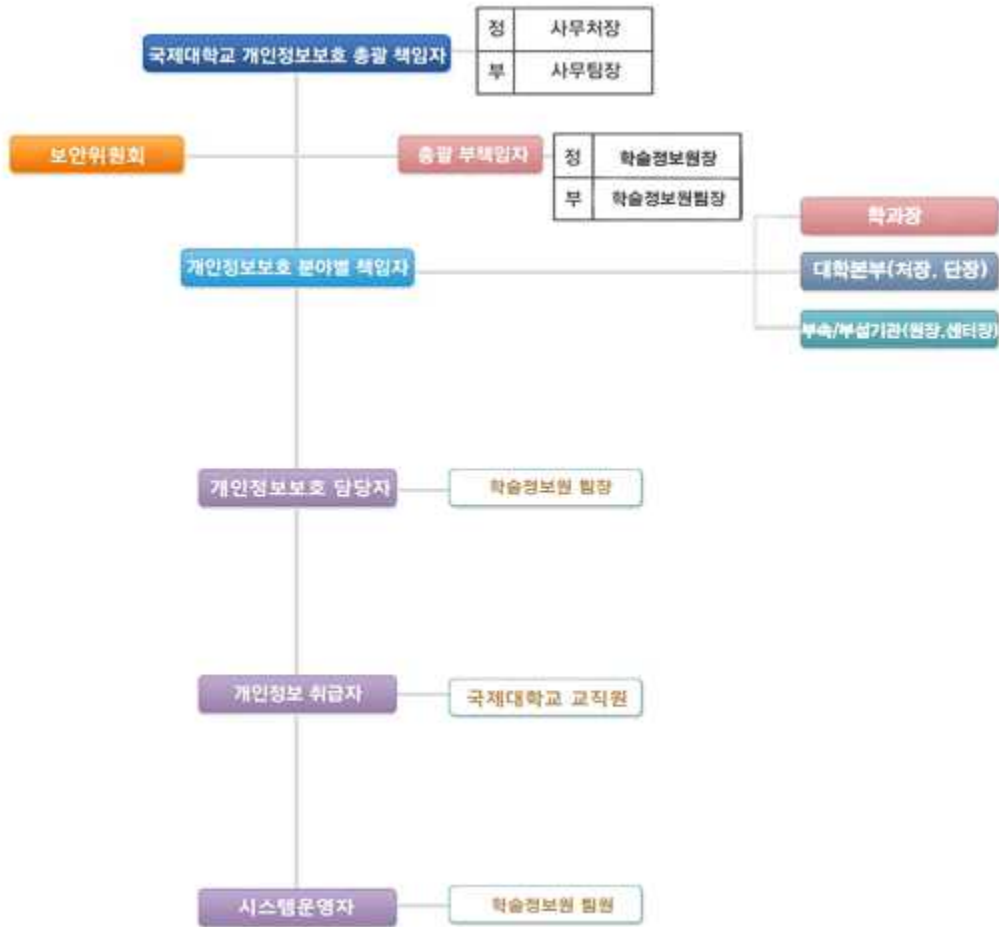 국제대학교 개인정보보호 총괄 책임자
정 사무처장
부 사무팀장
보안위원회
총괄 부책임자
정 학술정보원장
부 학술정보원팀장
학과장
개인정보보호 분야별 책임자
대학본부(처장, 단장)
부속/부설기관(원장,센터장)
개인정보보호 담당자
학술정보원 팀장
개인정보 취급자
국제대학교 교직원
시스템운영자
학술정보원 팀원